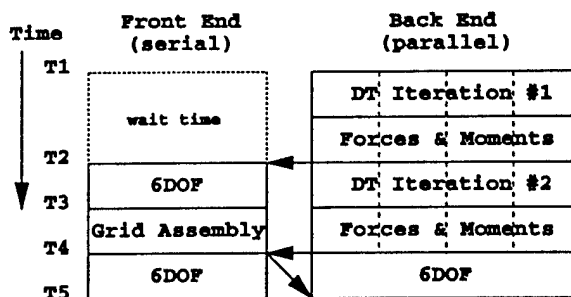 Front End
(serial)
Back End
(parallel)
Time
T1
DT Iteration #1
wait time
Forces & Moments
T2
6DOF
DT Iteration #2
T3
Grid Assembly
Forces & Moments
T4
6DOF
6DOF
T5